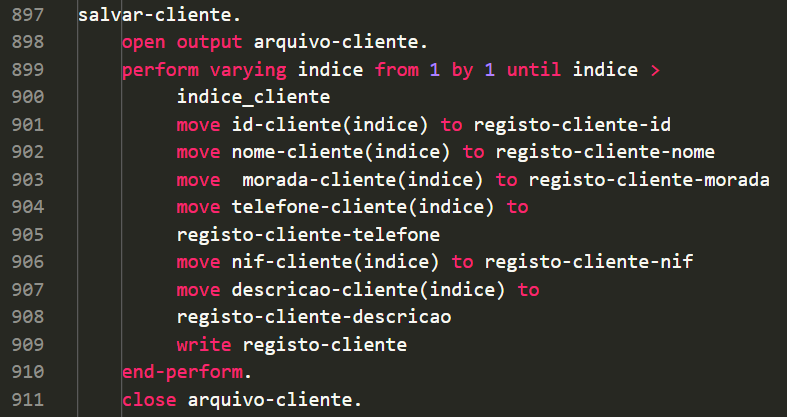 897 salvar-cliente.
898 open output arquivo-cliente.
899 perform varying indice from 1 by 1 until indice >
900 indice_cliente
901 move id-cliente(indice) to registo-cliente-id
902 move nome-cliente(indice) to registo-cliente-nome
903 move  morada-cliente(indice) to registo-cliente-morada
904 move telefone-cliente(indice) to
905 registo-cliente-telefone
906 move nif-cliente(indice) to registo-cliente-nif
907 move descricao-cliente(indice) to
908 registo-cliente-descricao
909 write registo-cliente
910 end-perform.
911 close arquivo-cliente.